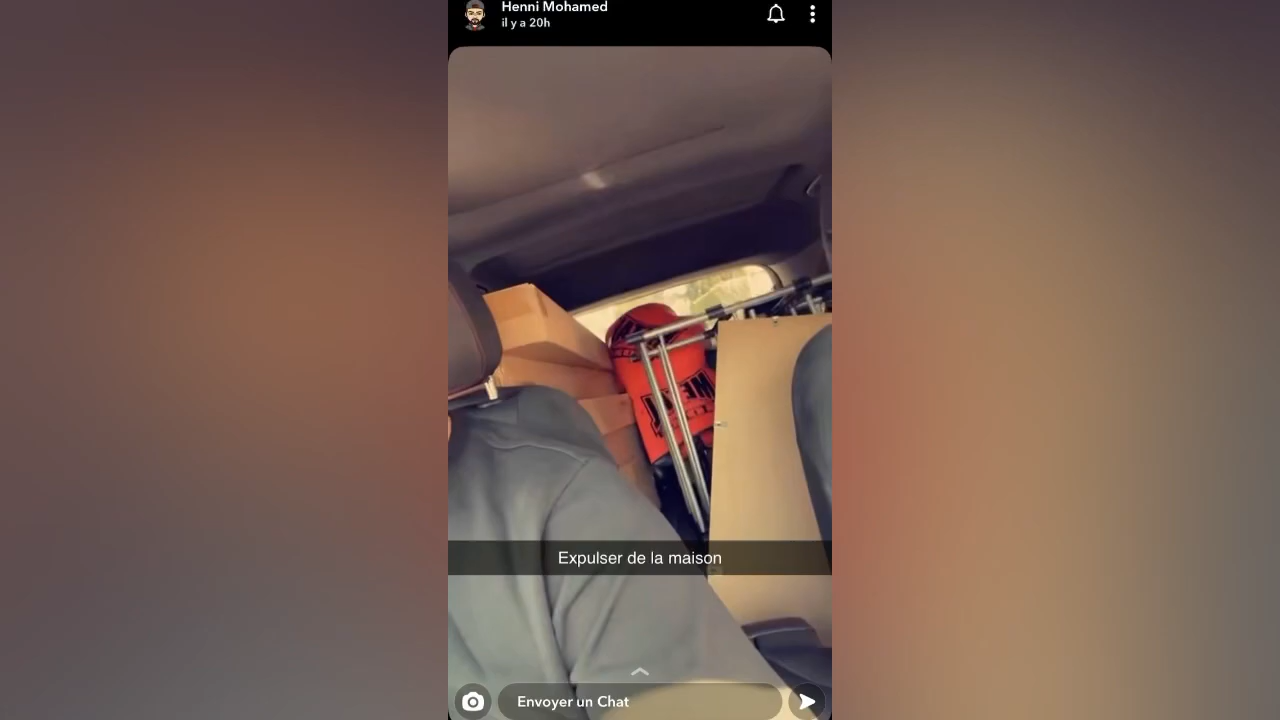 Henni Mohamed
il y a 20h
Expulser de la maison
Envoyer un Chat